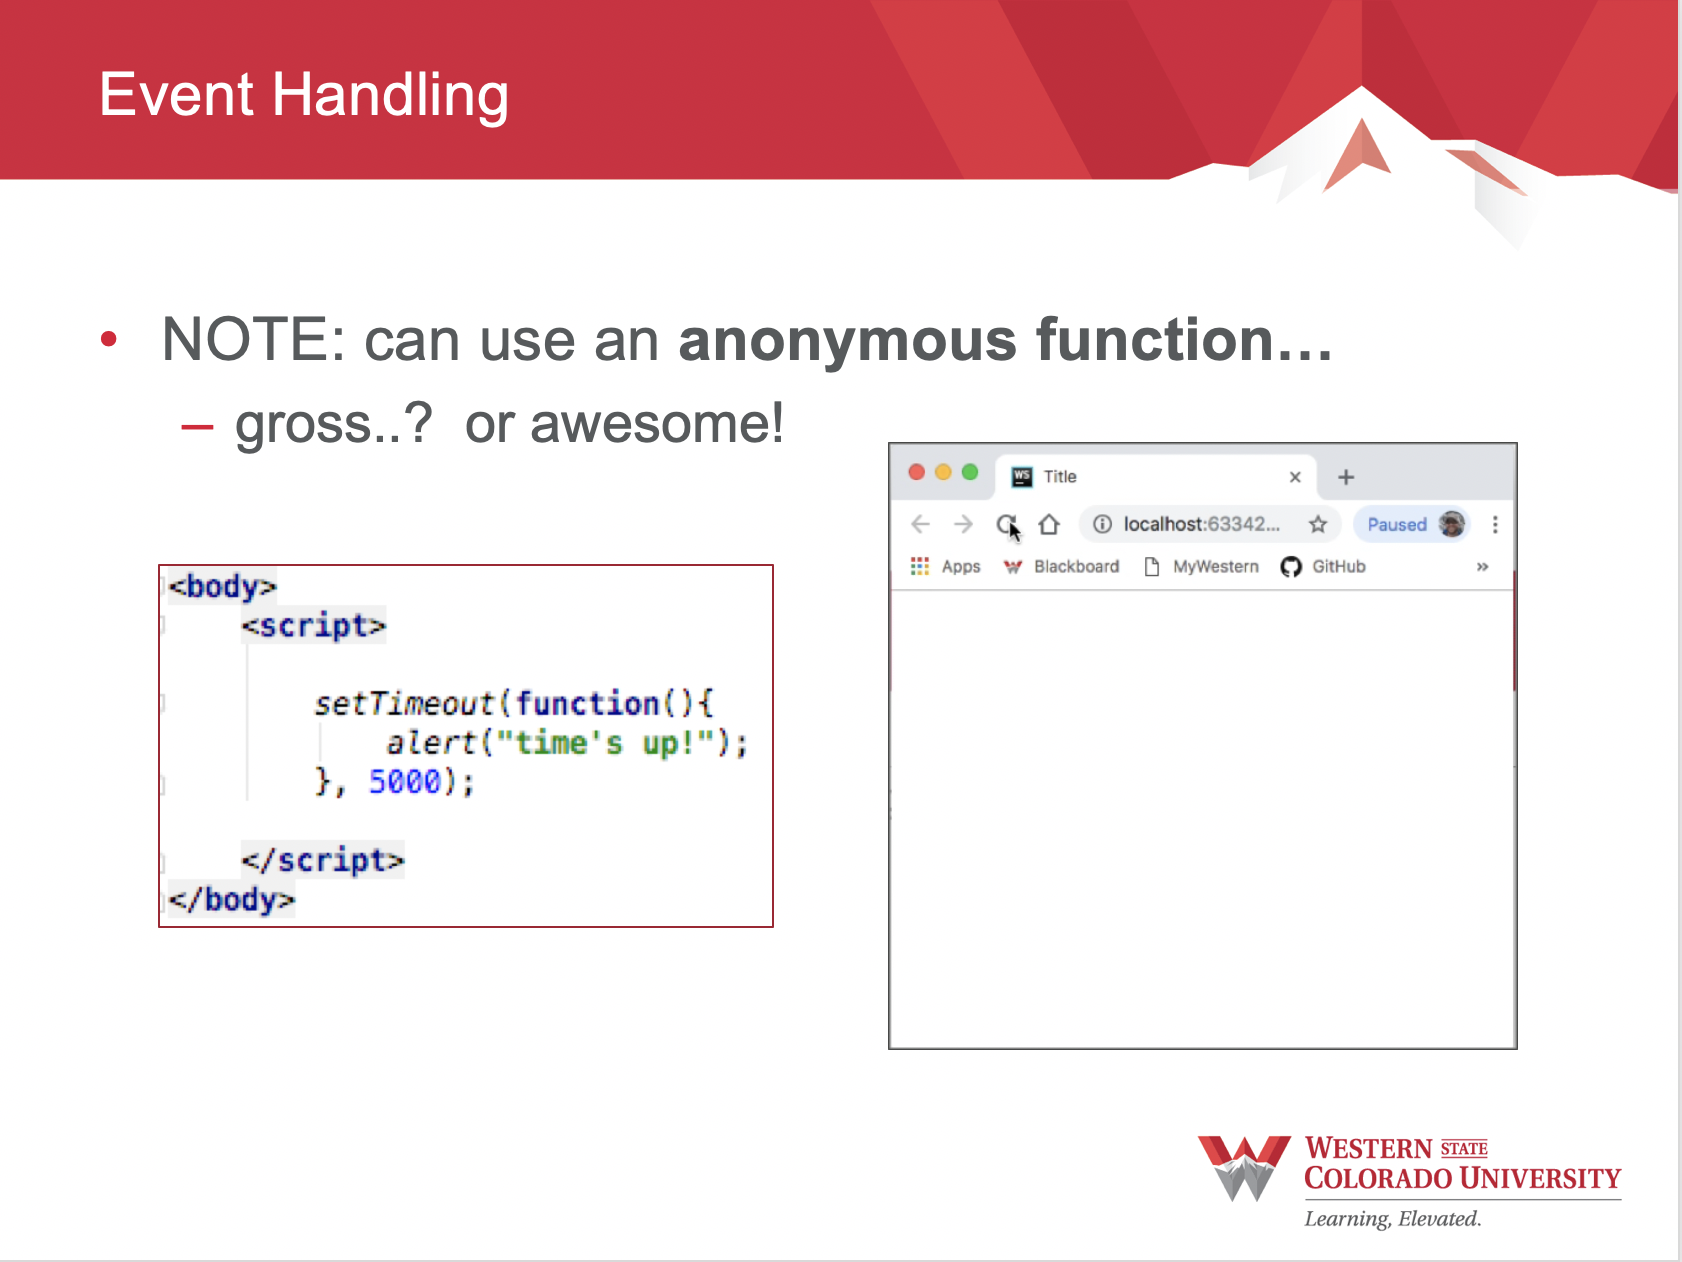 Event Handling
• NOTE: can use an anonymous function…
– gross..?  or awesome!
<body>
<script>
setTimeout(function(){
alert("time's up!");
}, 5000);
</script>
</body>
WS Title × +
localhost:63342... Paused
Apps Blackboard MyWestern GitHub »
WESTERN STATE
COLORADO UNIVERSITY
Learning, Elevated.